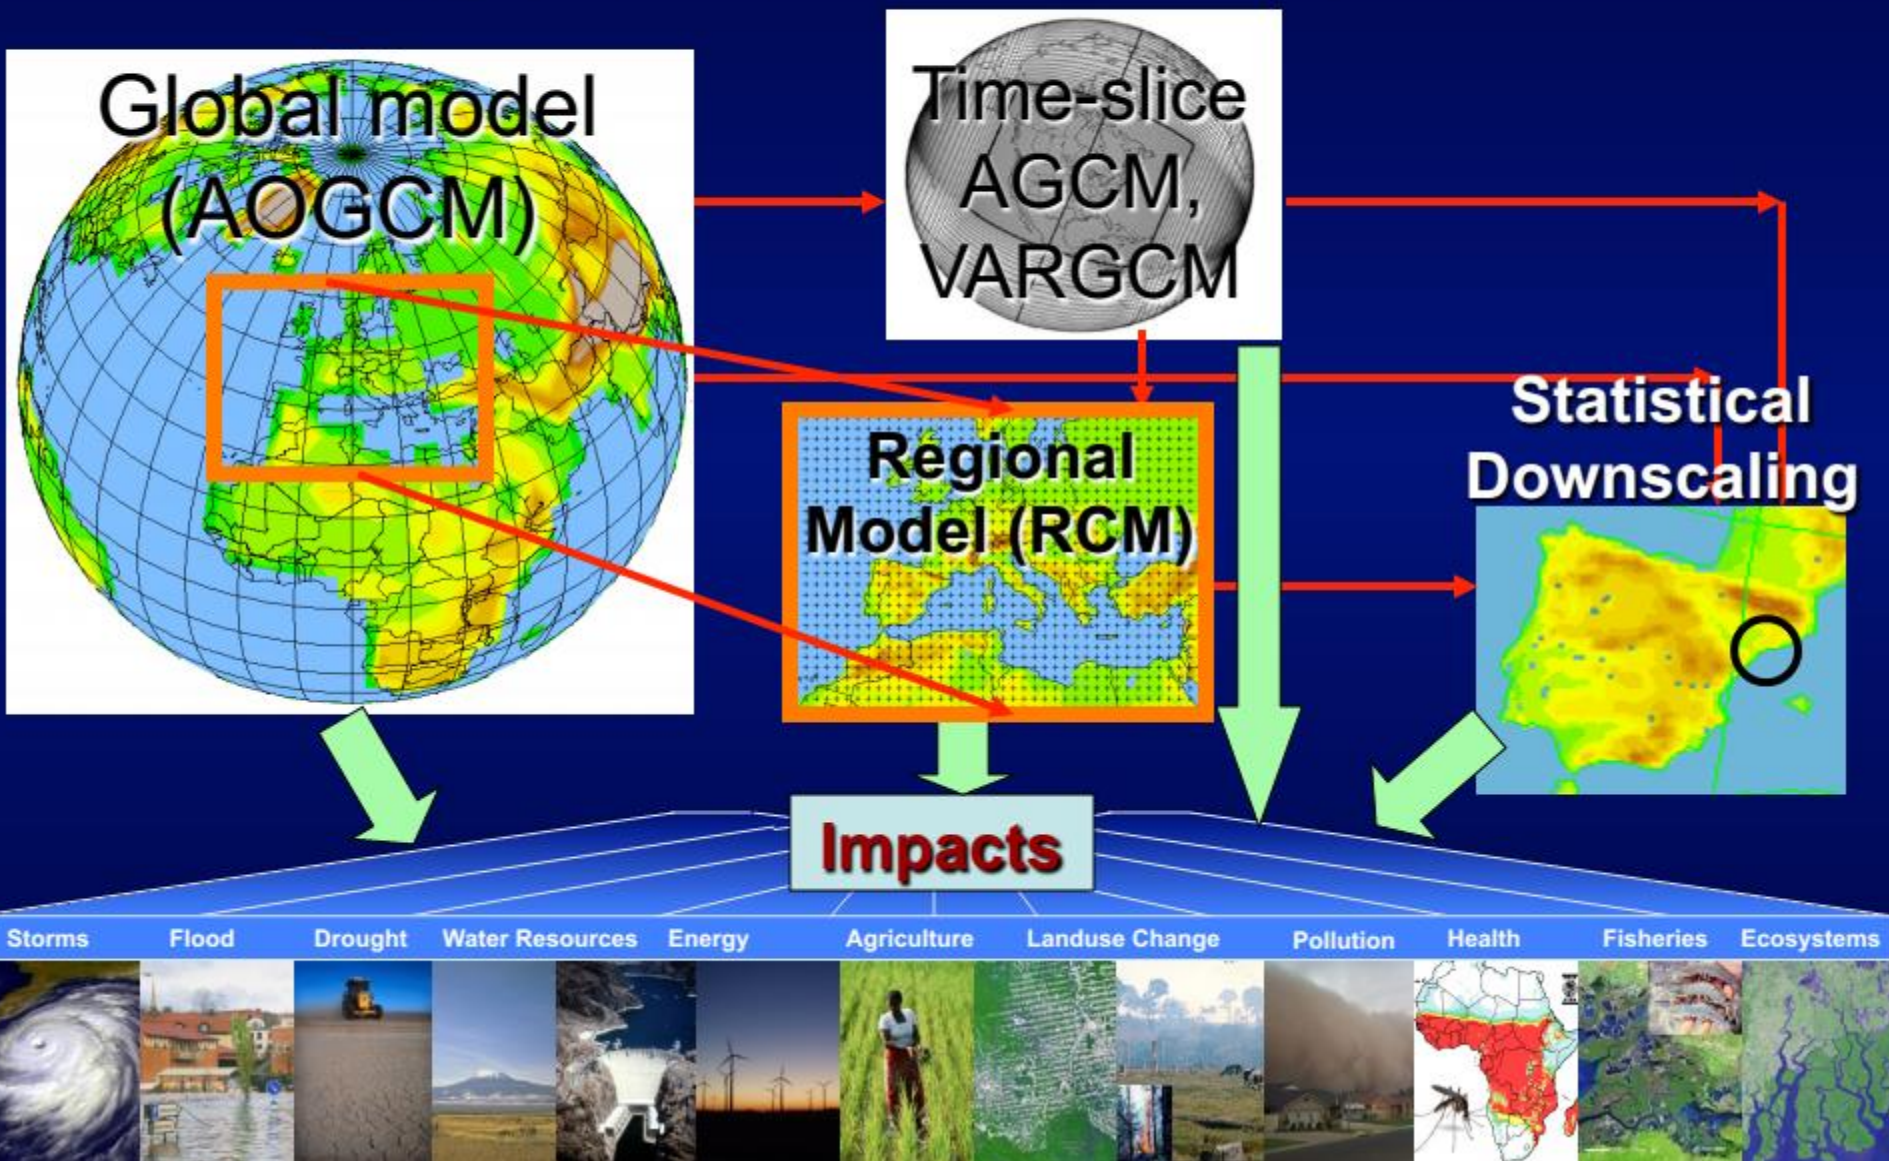 Global model
(AOGCM)
Time-slice
AGCM,
VARGCM
Regional
Model (RCM)
Statistical
Downscaling
Impacts
Storms
Flood
Drought
Water Resources
Energy
Agriculture
Landuse Change
Pollution
Health
Fisheries
Ecosystems